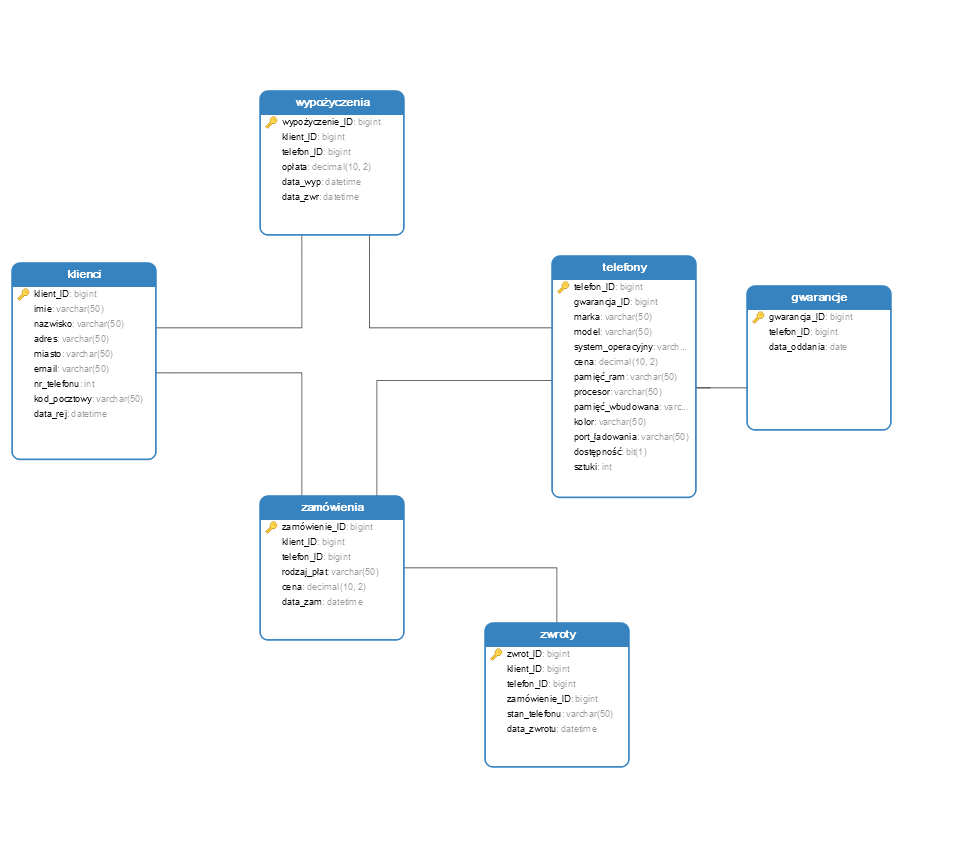 wypożyczenia
wypożyczenie_ID: bigint
klient_ID: bigint
telefon_ID: bigint
opłata: decimal(10, 2)
data_wyp: datetime
data_zwr: datetime
klienci
klient_ID: bigint
imie: varchar(50)
nazwisko: varchar(50)
adres: varchar(50)
miasto: varchar(50)
email: varchar(50)
nr_telefonu: int
kod_pocztowy: varchar(50)
data_rej: datetime
telefony
telefon_ID: bigint
gwarancja_ID: bigint
marka: varchar(50)
model: varchar(50)
system_operacyjny: varch...
cena: decimal(10, 2)
pamięć_ram: varchar(50)
procesor: varchar(50)
pamięć_wbudowana: varc...
kolor: varchar(50)
port_ładowania: varchar(50)
dostępność: bit(1)
sztuki: int
gwarancje
gwarancja_ID: bigint
telefon_ID: bigint
data_oddania: date
zamówienia
zamówienie_ID: bigint
klient_ID: bigint
telefon_ID: bigint
rodzaj_płat: varchar(50)
cena: decimal(10, 2)
data_zam: datetime
zwroty
zwrot_ID: bigint
klient_ID: bigint
telefon_ID: bigint
zamówienie_ID: bigint
stan_telefonu: varchar(50)
data_zwrotu: datetime